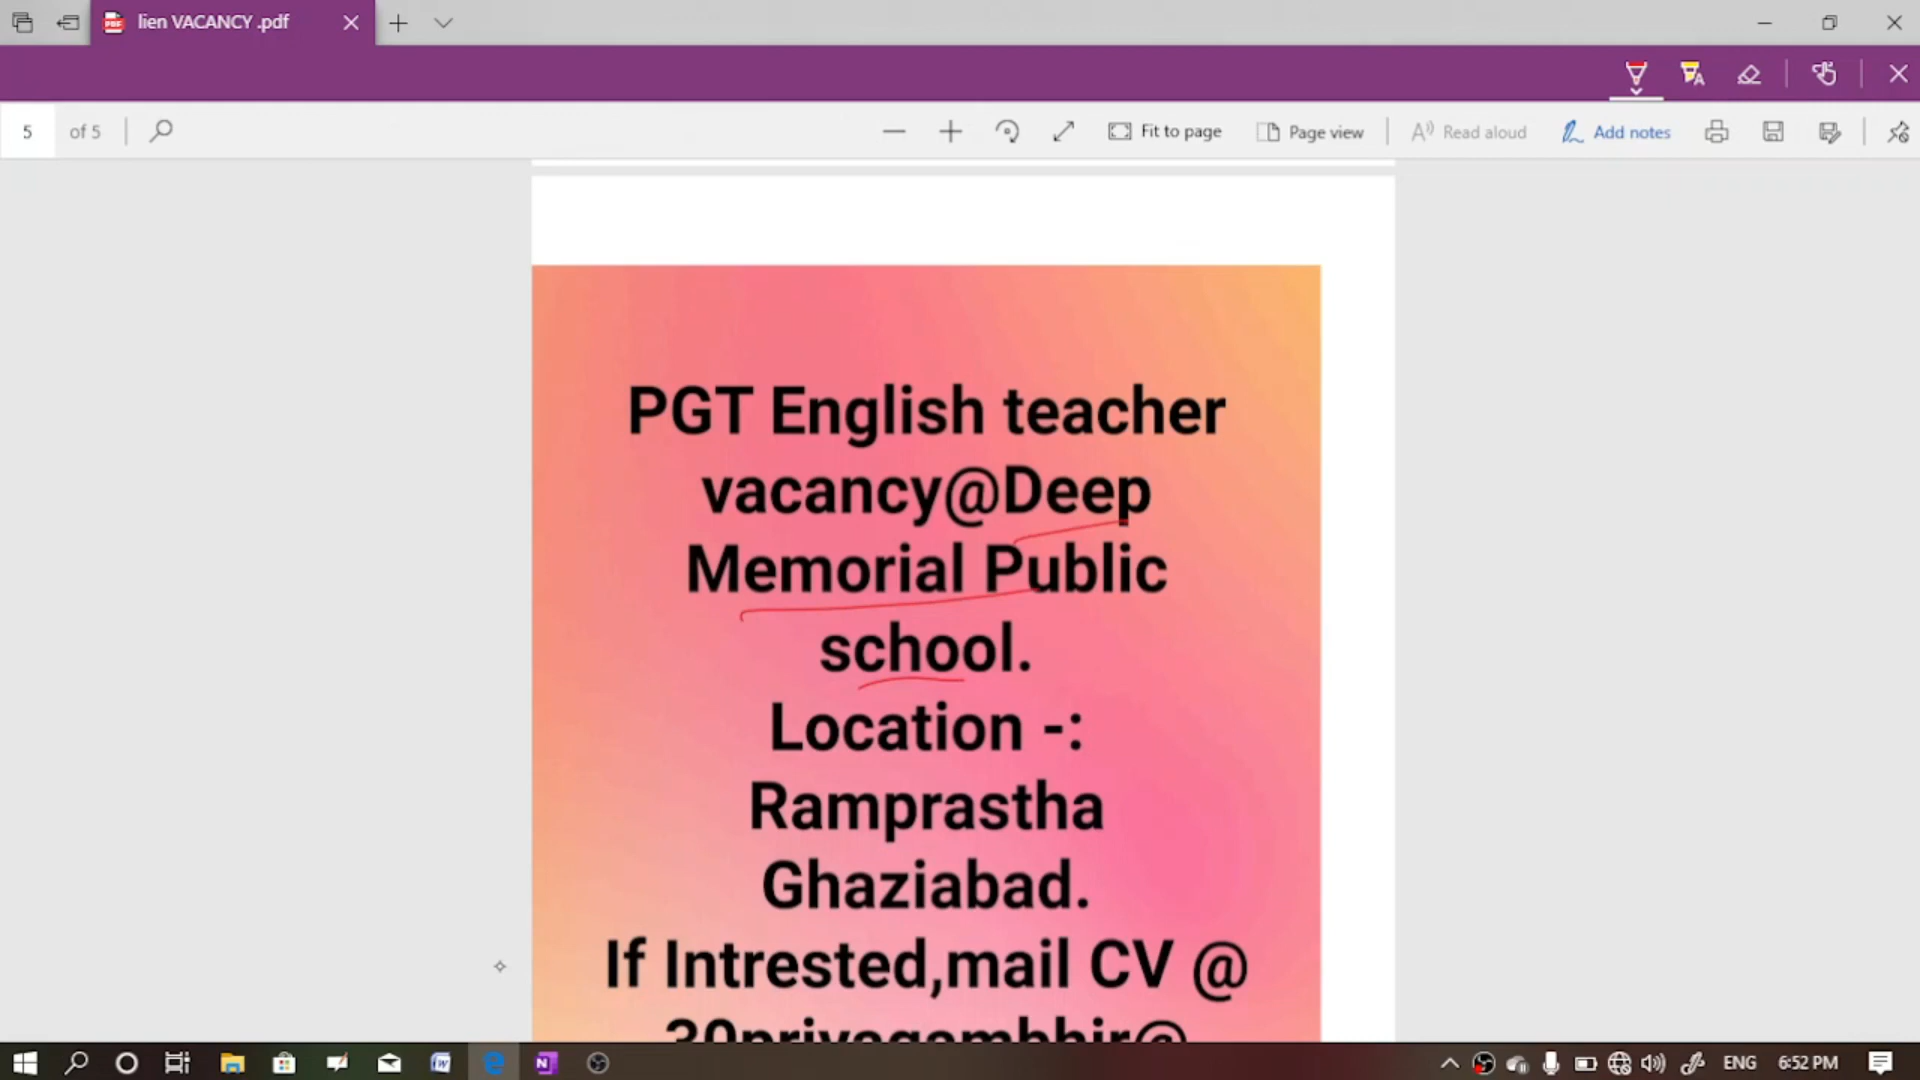 lien VACANCY .pdf
5 of 5
Fit to page
Page view
Read aloud
Add notes
PGT English teacher
vacancy@Deep
Memorial Public
school.
Location -:
Ramprastha
Ghaziabad.
If Intrested,mail CV @
ENG 6:52 PM